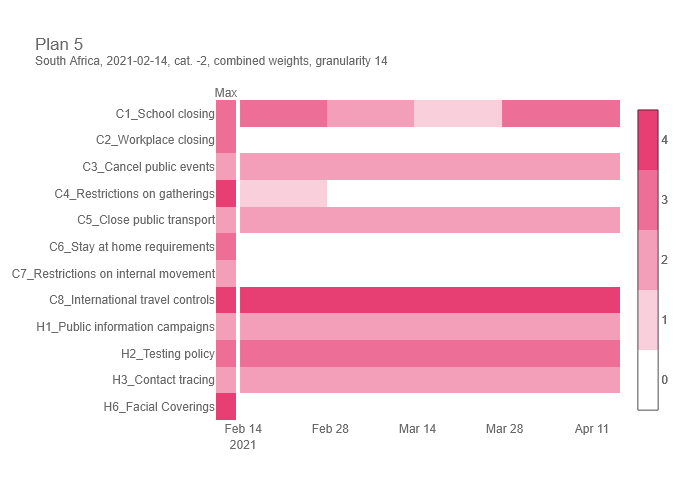 Plan 5
South Africa, 2021-02-14, cat. -2, combined weights, granularity 14
Max
C1_School closing
C2_Workplace closing
C3_Cancel public events
C4_Restrictions on gatherings
C5_Close public transport
C6_Stay at home requirements
C7_Restrictions on internal movement
C8_International travel controls
H1_Public information campaigns
H2_Testing policy
H3_Contact tracing
H6_Facial Coverings
4
3
2
1
0
Feb 14 Feb 28 Mar 14 Mar 28 Apr 11
2021